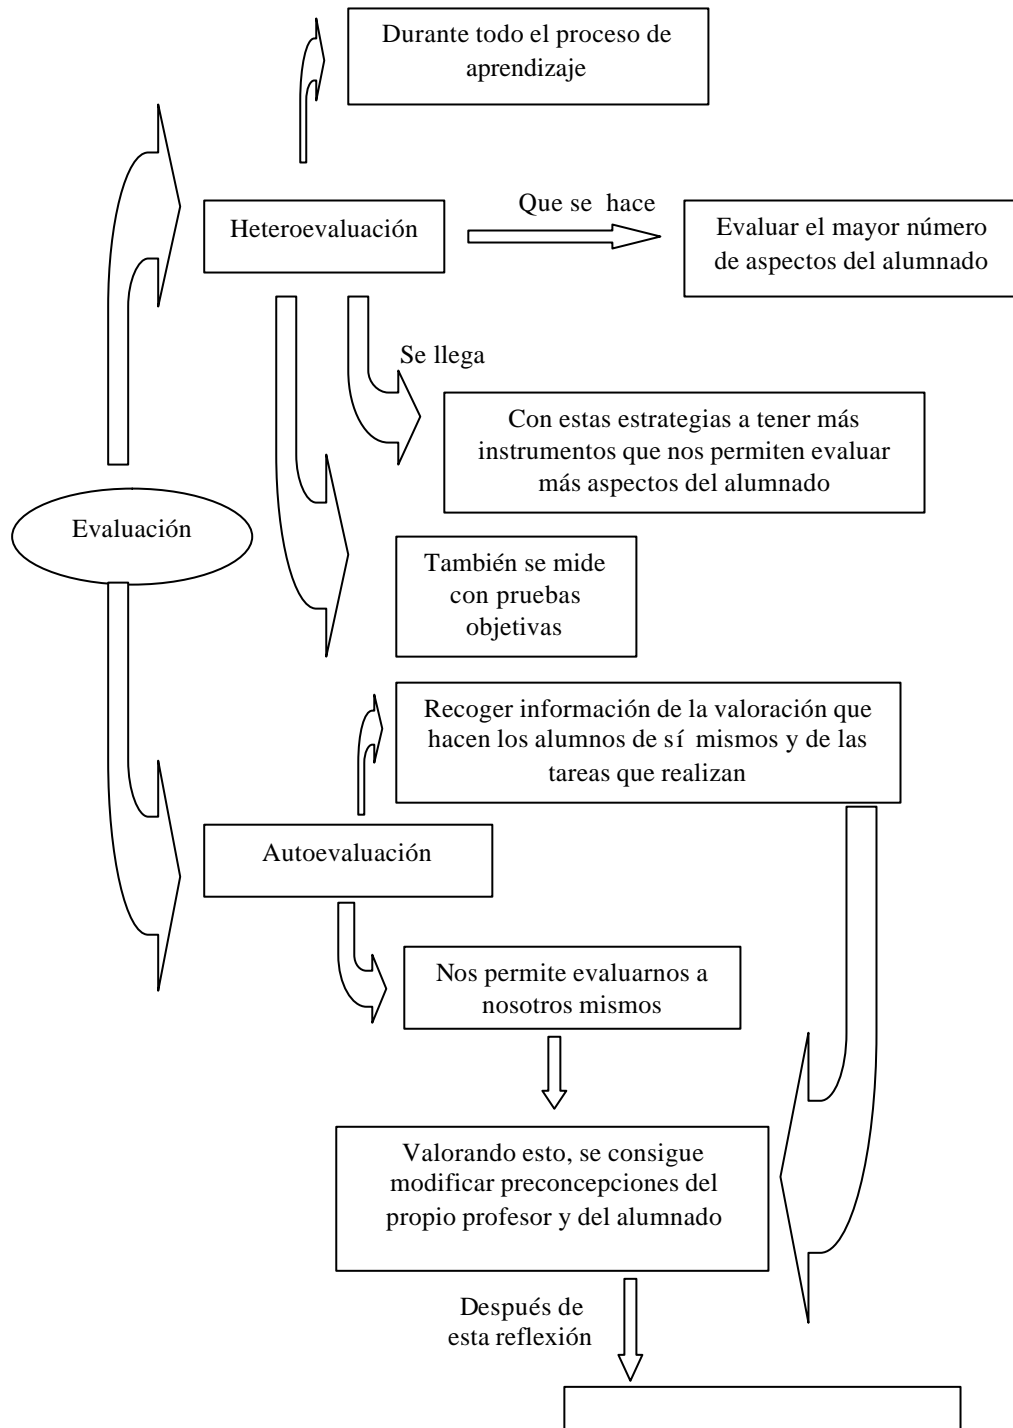 Durante todo el proceso de
aprendizaje
Que se hace
Heteroevaluación
Evaluar el mayor número
de aspectos del alumnado
Se llega
Con estas estrategias a tener más
instrumentos que nos permiten evaluar
más aspectos del alumnado
Evaluación
También se mide
con pruebas
objetivas
Recoger información de la valoración que
hacen los alumnos de sí mismos y de las
tareas que realizan
Autoevaluación
Nos permite evaluarnos a
nosotros mismos
Valorando esto, se consigue
modificar preconcepciones del
propio profesor y del alumnado
Después de
esta reflexión